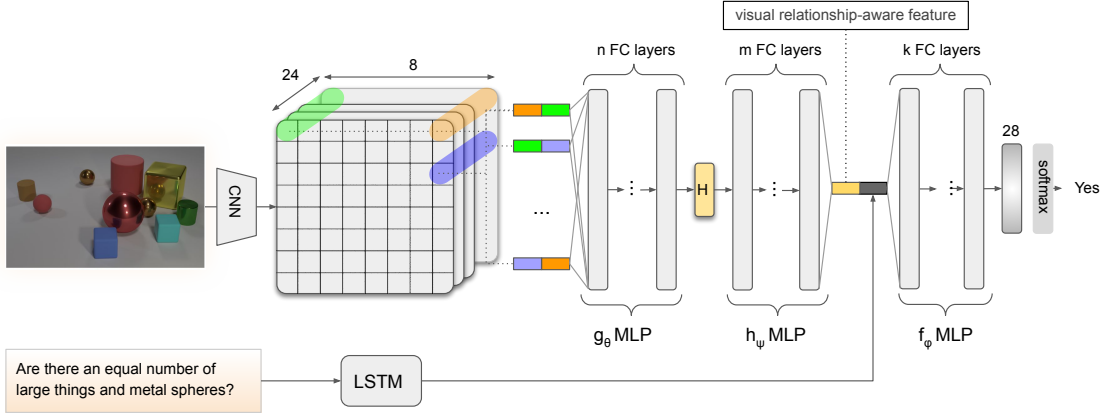 visual relationship-aware feature
n FC layers
m FC layers
k FC layers
24
8
28
CNN
...
H
softmax
Yes
gθ MLP
hψ MLP
fφ MLP
Are there an equal number of
large things and metal spheres?
LSTM